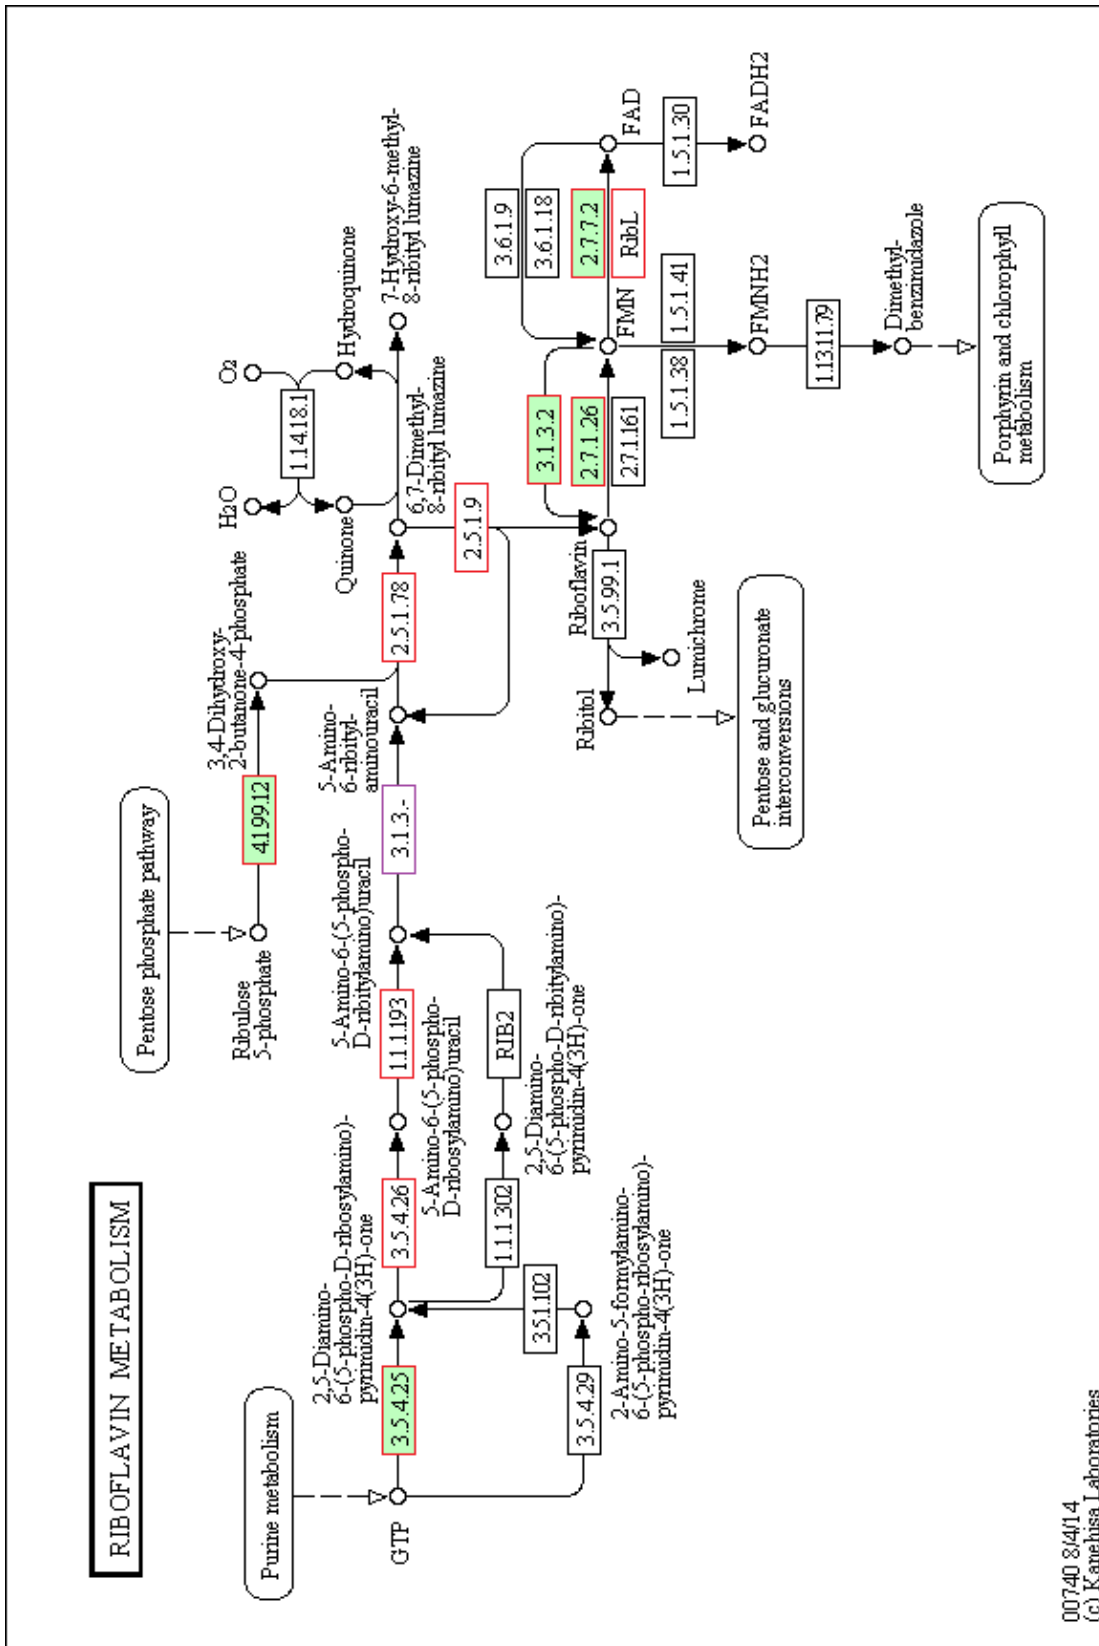 RIBOFLAVIN METABOLISM
Purine metabolism
GTP
3.5.4.25
2,5-Diamino-
6-(5-phospho-D-ribosylamino)-
pyrimidin-4(3H)-one
3.5.4.29
2-Amino-5-formylamino-
6-(5-phospho-ribosylamino)-
pyrimidin-4(3H)-one
3.5.1.102
3.5.4.26
5-Amino-6-(5-phospho-
D-ribosylamino)uracil
1.1.1.302
2,5-Diamino-
6-(5-phospho-D-ribitylamino)-
pyrimidin-4(3H)-one
RIB2
1.1.1.193
5-Amino-6-(5-phospho-
D-ribitylamino)uracil
3.1.3.-
5-Amino-
6-ribityl-
aminouracil
Pentose phosphate pathway
Ribulose
5-phosphate
4.1.99.12
3,4-Dihydroxy-
2-butanone-4-phosphate
2.5.1.78
6,7-Dimethyl-
8-ribityl lumazine
Quinone
Hydroquinone
H2O
O2
1.14.18.1
7-Hydroxy-6-methyl-
8-ribityl lumazine
2.5.1.9
Riboflavin
3.5.99.1
Ribitol
Lumichrome
Pentose and glucuronate
interconversions
3.1.3.2
2.7.1.26
2.7.1.161
FMN
3.6.1.9
3.6.1.18
2.7.7.2
RibL
FAD
1.5.1.30
FADH2
1.5.1.38
1.5.1.41
FMNH2
1.13.11.79
Dimethyl-
benzimidazole
Porphyrin and chlorophyll
metabolism
00740 8/4/14
(c) Kanehisa Laboratories